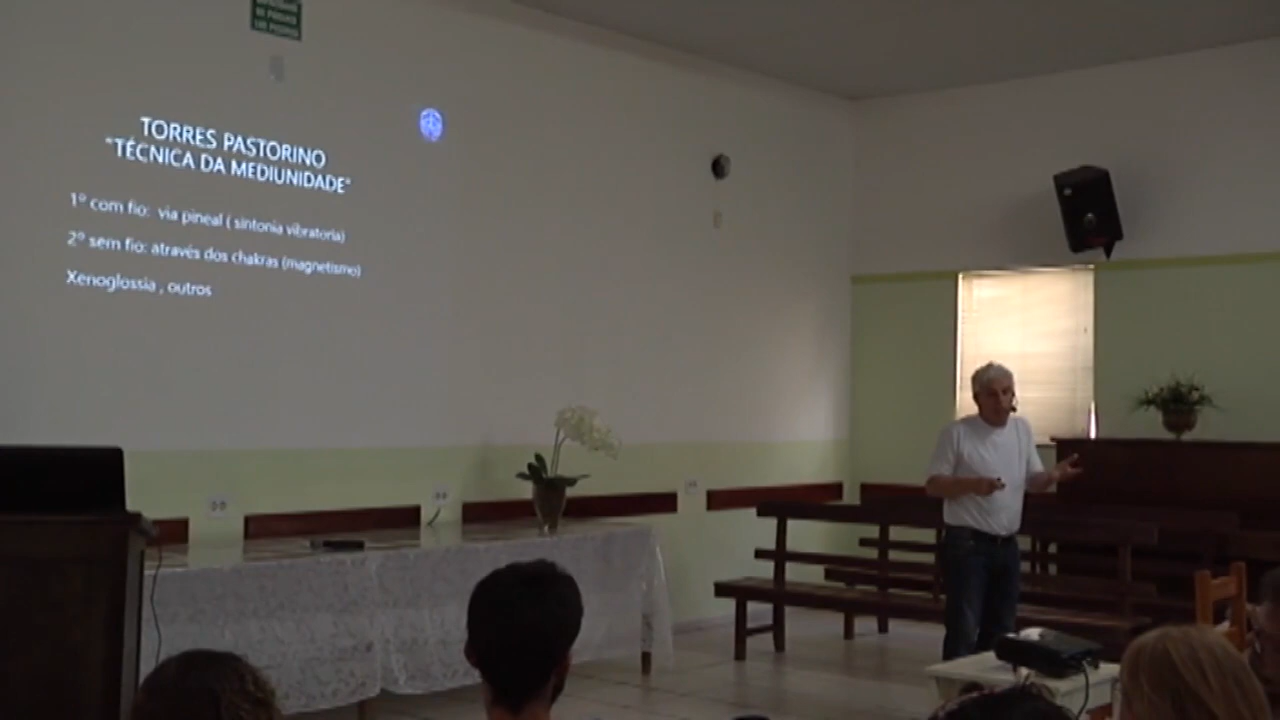 TORRES PASTORINO
"TÉCNICA DA MEDIUNIDADE"
1º com fio: via pineal ( sintonia vibratoria)
2º sem fio: através dos chakras (magnetismo)
Xenoglossia , outros